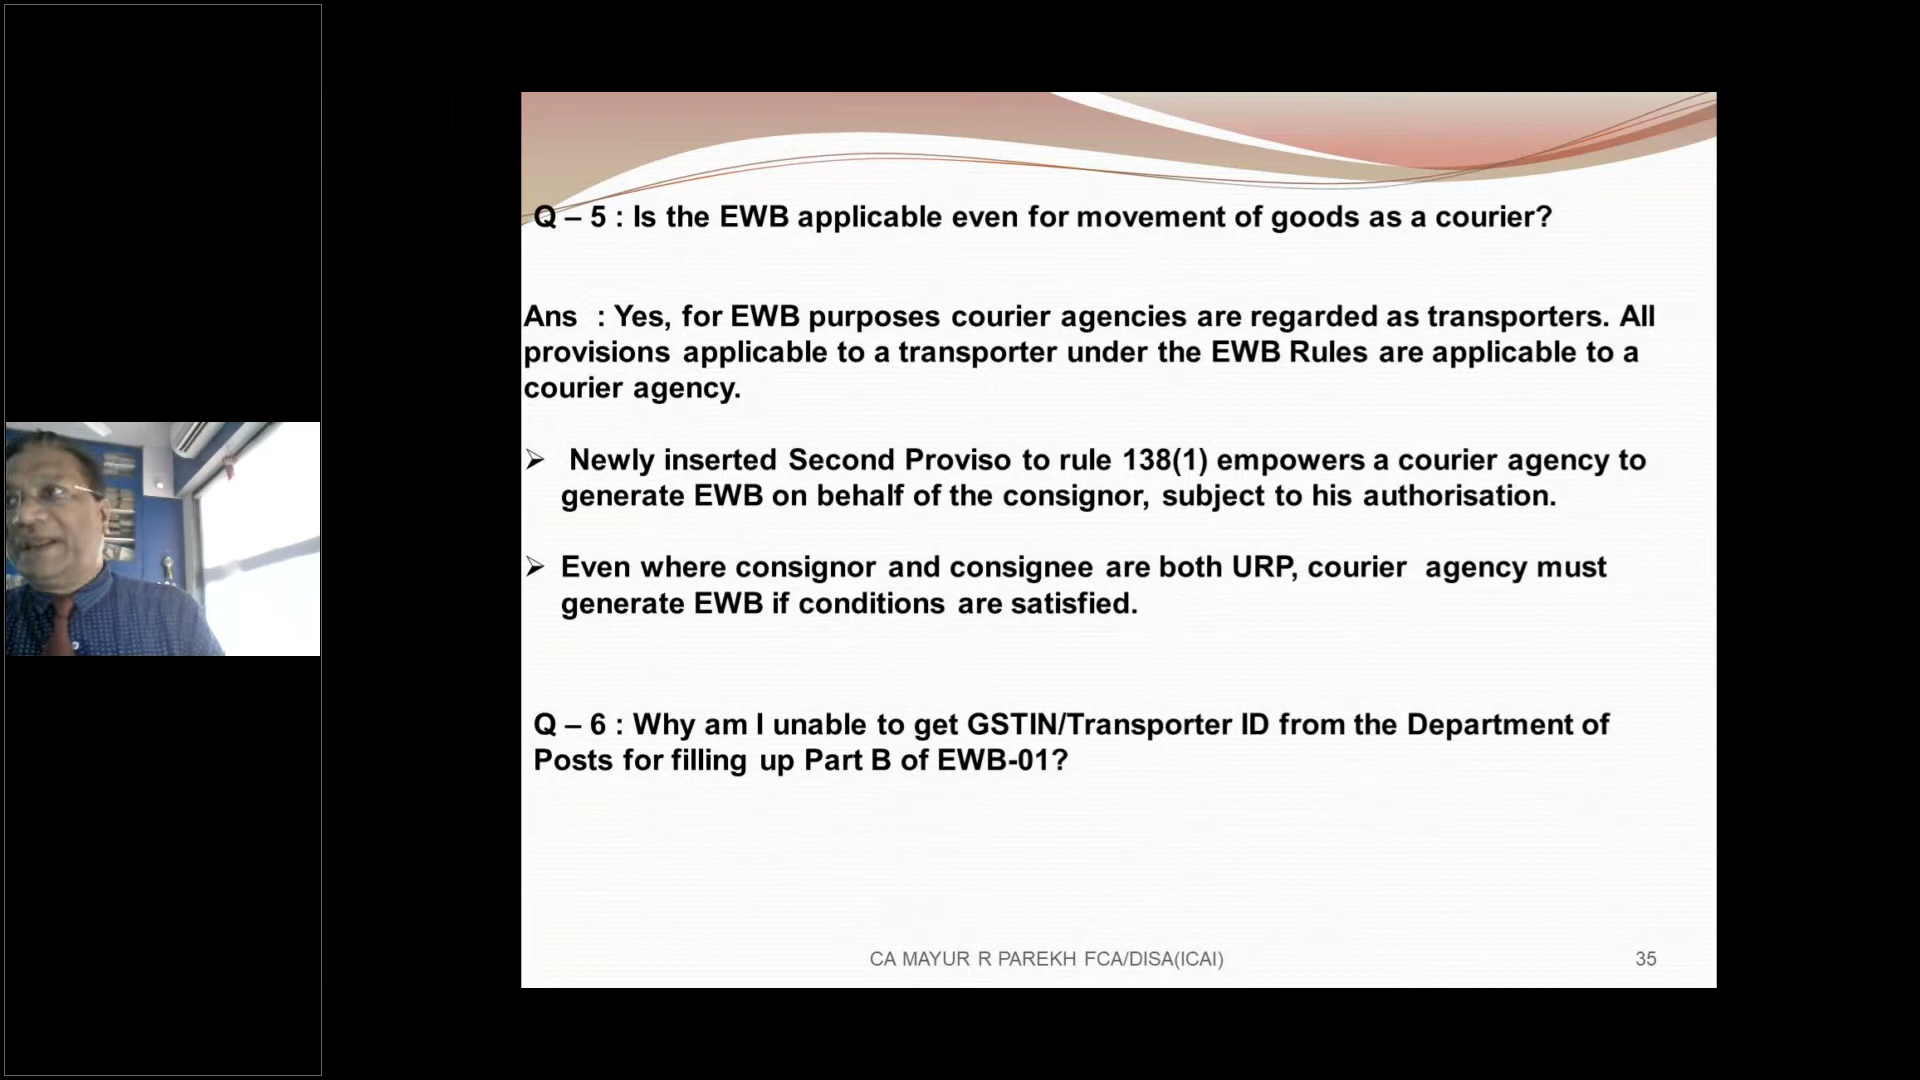 Q – 5 : Is the EWB applicable even for movement of goods as a courier?
Ans : Yes, for EWB purposes courier agencies are regarded as transporters. All
provisions applicable to a transporter under the EWB Rules are applicable to a
courier agency.
Newly inserted Second Proviso to rule 138(1) empowers a courier agency to
generate EWB on behalf of the consignor, subject to his authorisation.
Even where consignor and consignee are both URP, courier agency must
generate EWB if conditions are satisfied.
Q – 6 : Why am I unable to get GSTIN/Transporter ID from the Department of
Posts for filling up Part B of EWB-01?
CA MAYUR R PAREKH FCA/DISA(ICAI)
35